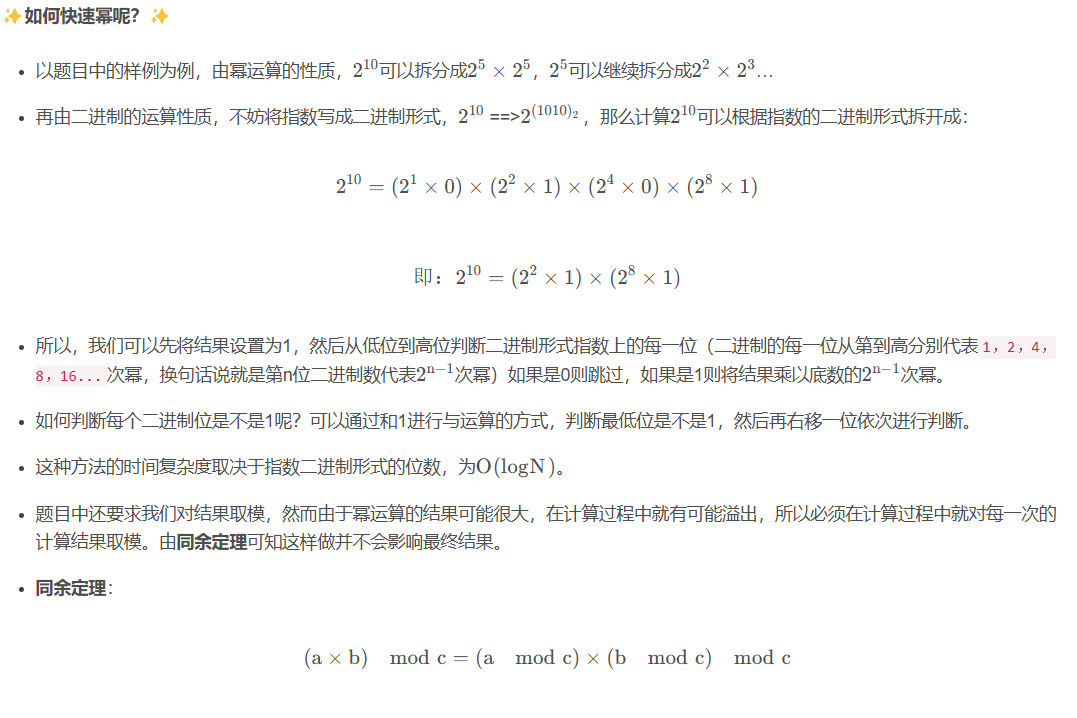 ✨如何快速幂呢？✨
• 以题目中的样例为例，由幂运算的性质，2^10可以拆分成2^5 × 2^5，2^5可以继续拆分成2^2 × 2^3…
• 再由二进制的运算性质，不妨将指数写成二进制形式，2^10 ==>2^(1010)_2 ，那么计算2^10可以根据指数的二进制形式拆开成：
2^10 = (2^1 × 0) × (2^2 × 1) × (2^4 × 0) × (2^8 × 1)
即：2^10 = (2^2 × 1) × (2^8 × 1)
• 所以，我们可以先将结果设置为1，然后从低位到高位判断二进制形式指数上的每一位（二进制的每一位从第到高分别代表 1，2，4，
8，16... 次幂，换句话说就是第n位二进制数代表2^(n−1)次幂）如果是0则跳过，如果是1则将结果乘以底数的2^(n−1)次幂。
• 如何判断每个二进制位是不是1呢？可以通过和1进行与运算的方式，判断最低位是不是1，然后再右移一位依次进行判断。
• 这种方法的时间复杂度取决于指数二进制形式的位数，为O(logN)。
• 题目中还要求我们对结果取模，然而由于幂运算的结果可能很大，在计算过程中就有可能溢出，所以必须在计算过程中就对每一次的
计算结果取模。由同余定理可知这样做并不会影响最终结果。
• 同余定理：
(a × b) mod c = (a mod c) × (b mod c) mod c